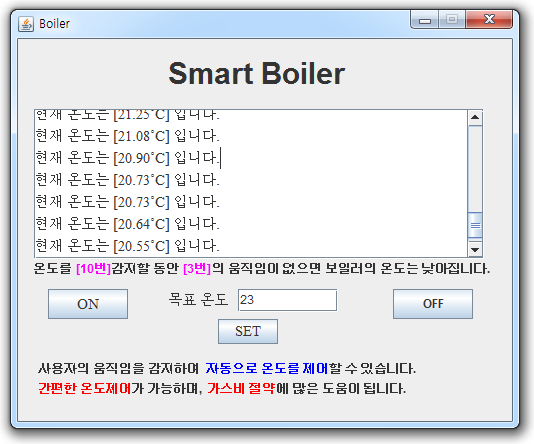 Boiler
Smart Boiler
현재 온도는 [21.25˚C] 입니다.
현재 온도는 [21.08˚C] 입니다.
현재 온도는 [20.90˚C] 입니다.
현재 온도는 [20.73˚C] 입니다.
현재 온도는 [20.73˚C] 입니다.
현재 온도는 [20.64˚C] 입니다.
현재 온도는 [20.55˚C] 입니다.
온도를 [10번]감지할 동안 [3번]의 움직임이 없으면 보일러의 온도는 낮아집니다.
ON 목표 온도 23 OFF
SET
사용자의 움직임을 감지하여 자동으로 온도를 제어할 수 있습니다.
간편한 온도제어가 가능하며, 가스비 절약에 많은 도움이 됩니다.